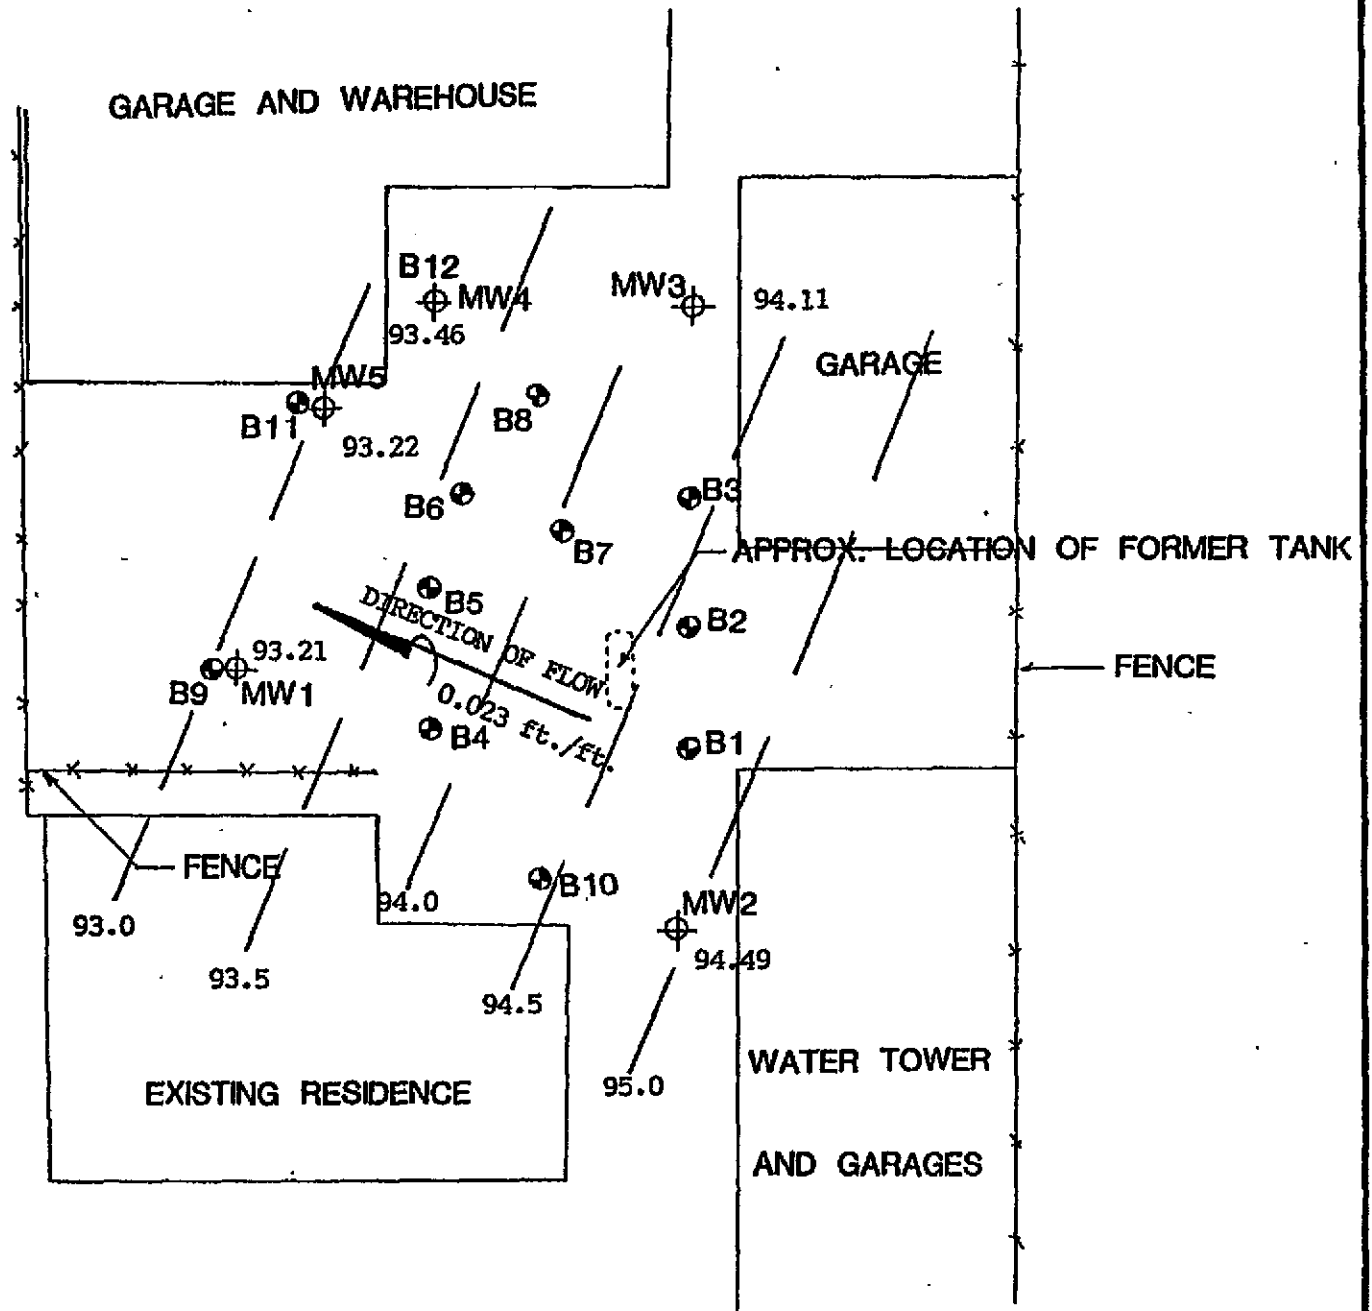 GARAGE AND WAREHOUSE
B12
MW4
93.46
MW3
94.11
GARAGE
MW5
B11
93.22
B8
B6
B3
B7
APPROX. LOCATION OF FORMER TANK
B5
DIRECTION OF FLOW
0.023 ft./ft.
B2
93.21
B9
MW1
FENCE
B4
B1
FENCE
B10
MW2
94.49
93.0
93.5
94.0
94.5
95.0
EXISTING RESIDENCE
WATER TOWER
AND GARAGES